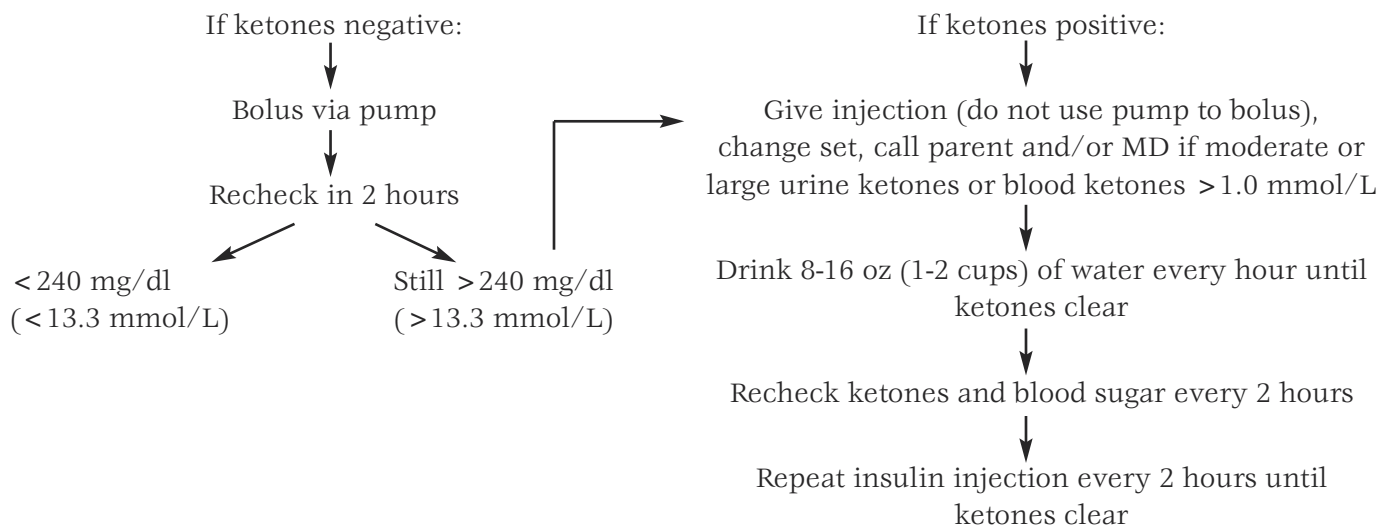 If ketones negative:
Bolus via pump
Recheck in 2 hours
<240 mg/dl
(<13.3 mmol/L)
Still >240 mg/dl
(>13.3 mmol/L)
If ketones positive:
Give injection (do not use pump to bolus),
change set, call parent and/or MD if moderate or
large urine ketones or blood ketones >1.0 mmol/L
Drink 8-16 oz (1-2 cups) of water every hour until
ketones clear
Recheck ketones and blood sugar every 2 hours
Repeat insulin injection every 2 hours until
ketones clear